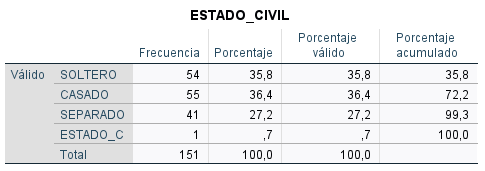 ESTADO_CIVIL
Frecuencia Porcentaje Porcentaje válido Porcentaje acumulado
Válido SOLTERO 54 35,8 35,8 35,8
CASADO 55 36,4 36,4 72,2
SEPARADO 41 27,2 27,2 99,3
ESTADO_C 1 ,7 ,7 100,0
Total 151 100,0 100,0